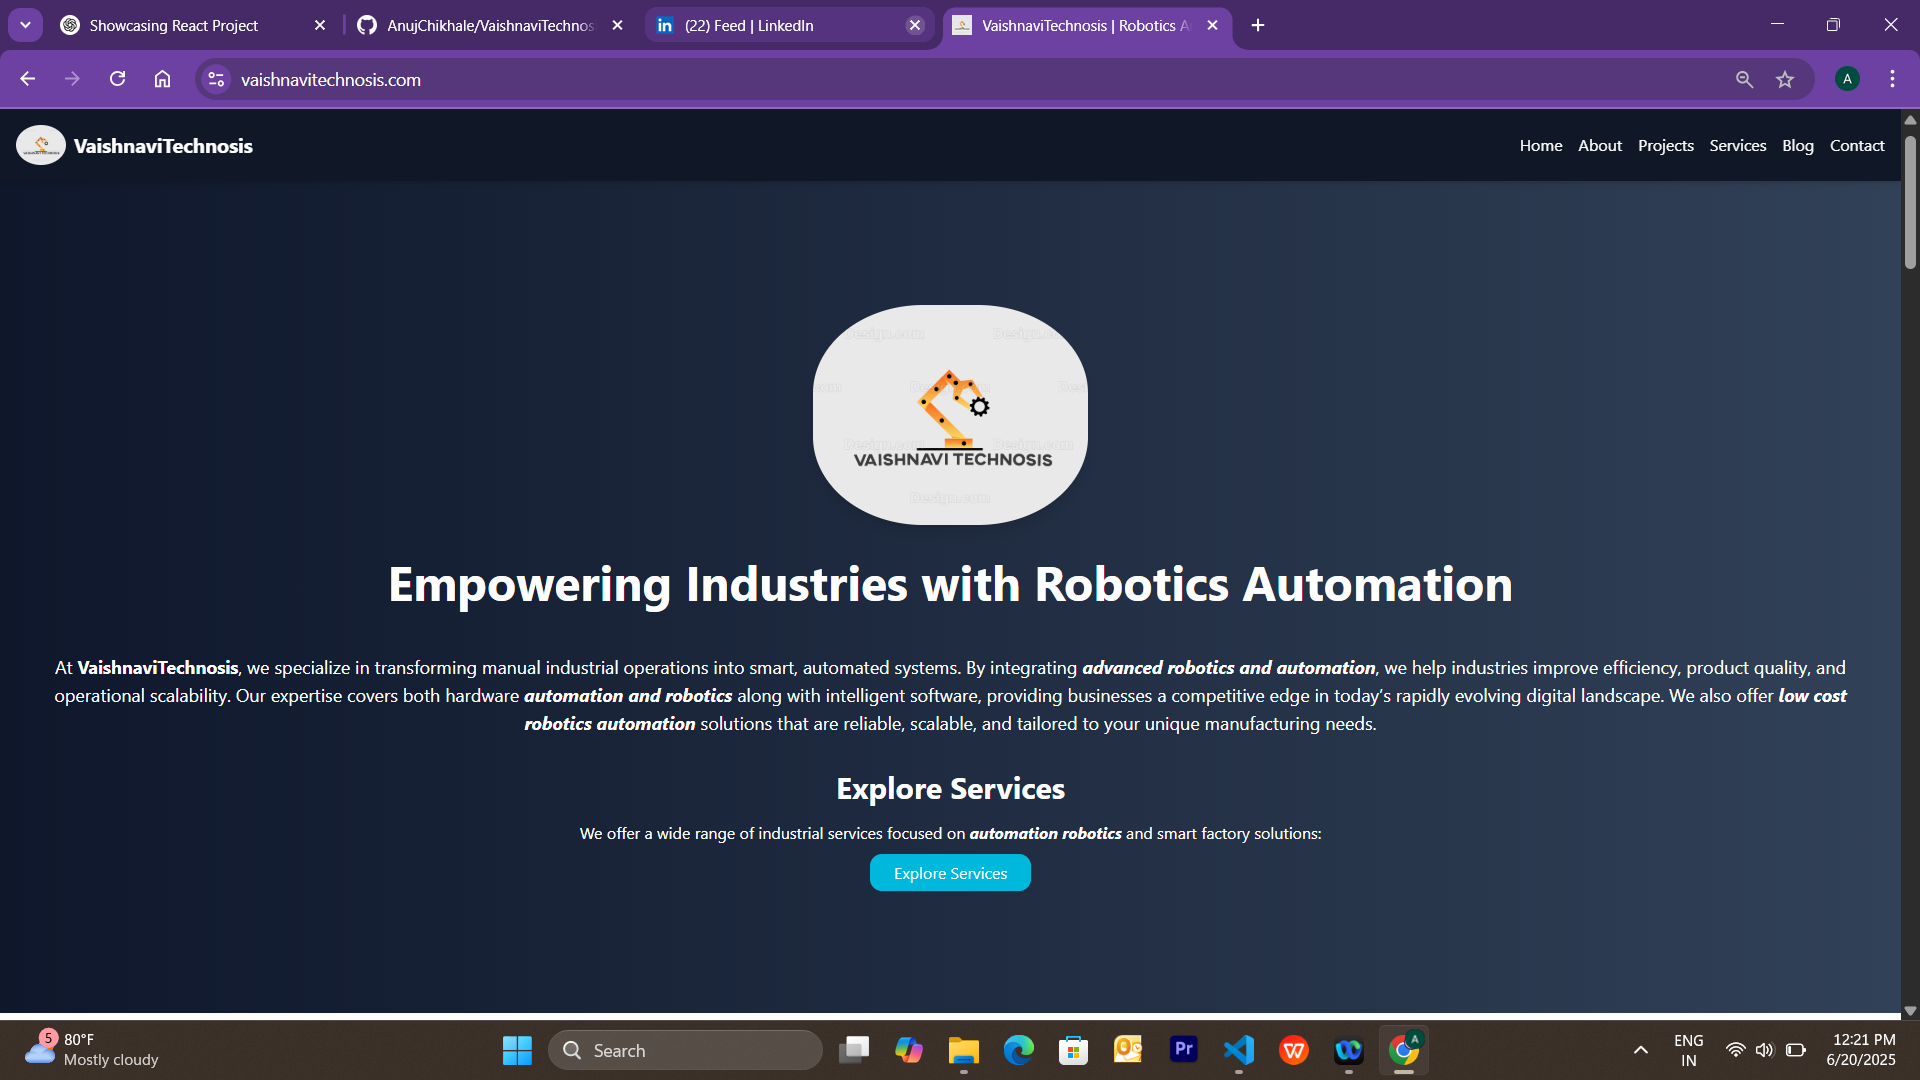 Showcasing React Project
AnujChikhale/VaishnaviTechnos
(22) Feed | LinkedIn
VaishnaviTechnosis | Robotics A
vaishnavitechnosis.com
A
VaishnaviTechnosis
Home About Projects Services Blog Contact
Design.com
VAISHNAVI TECHNOSIS
Design.com
Empowering Industries with Robotics Automation
At VaishnaviTechnosis, we specialize in transforming manual industrial operations into smart, automated systems. By integrating advanced robotics and automation, we help industries improve efficiency, product quality, and
operational scalability. Our expertise covers both hardware automation and robotics along with intelligent software, providing businesses a competitive edge in today’s rapidly evolving digital landscape. We also offer low cost
robotics automation solutions that are reliable, scalable, and tailored to your unique manufacturing needs.
Explore Services
We offer a wide range of industrial services focused on automation robotics and smart factory solutions:
Explore Services
5
80°F
Mostly cloudy
Search
Pr
W
A
ENG
IN
12:21 PM
6/20/2025